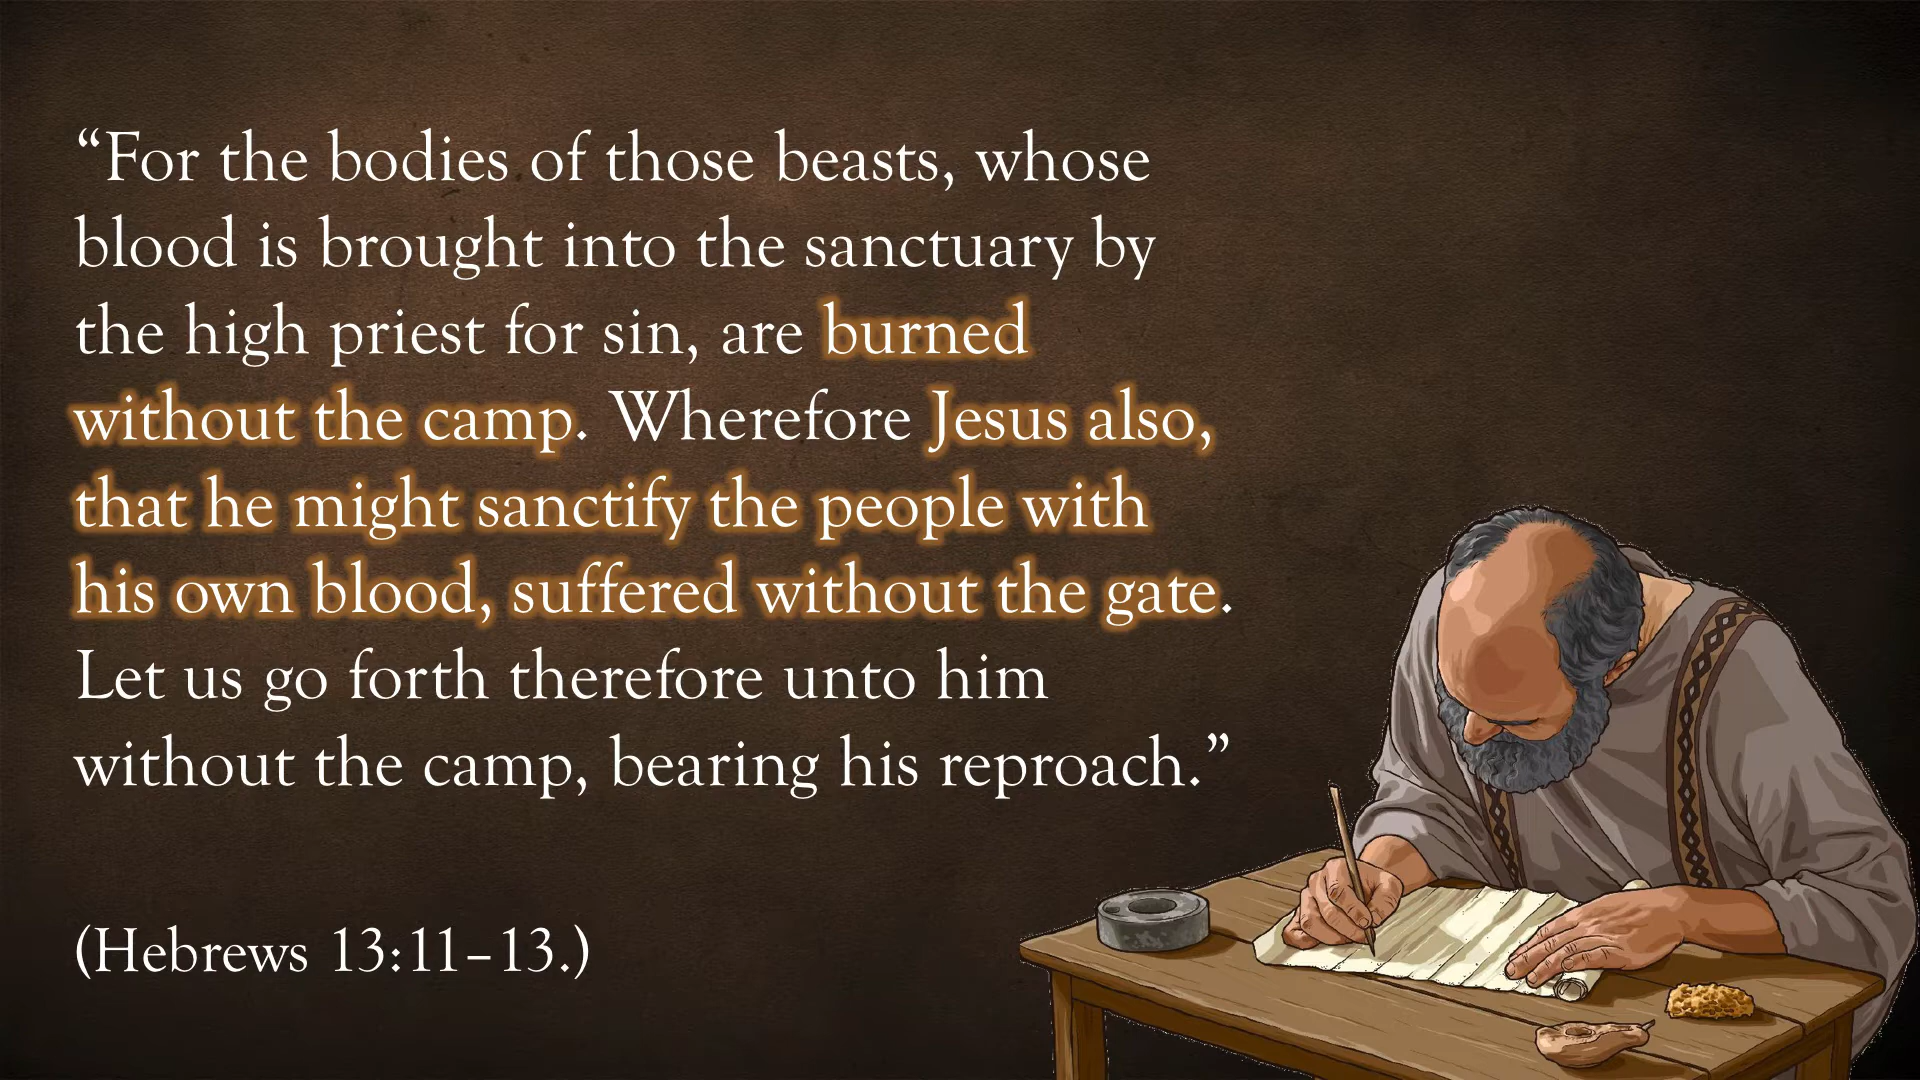 “For the bodies of those beasts, whose
blood is brought into the sanctuary by
the high priest for sin, are burned
without the camp. Wherefore Jesus also,
that he might sanctify the people with
his own blood, suffered without the gate.
Let us go forth therefore unto him
without the camp, bearing his reproach.”
(Hebrews 13:11–13.)